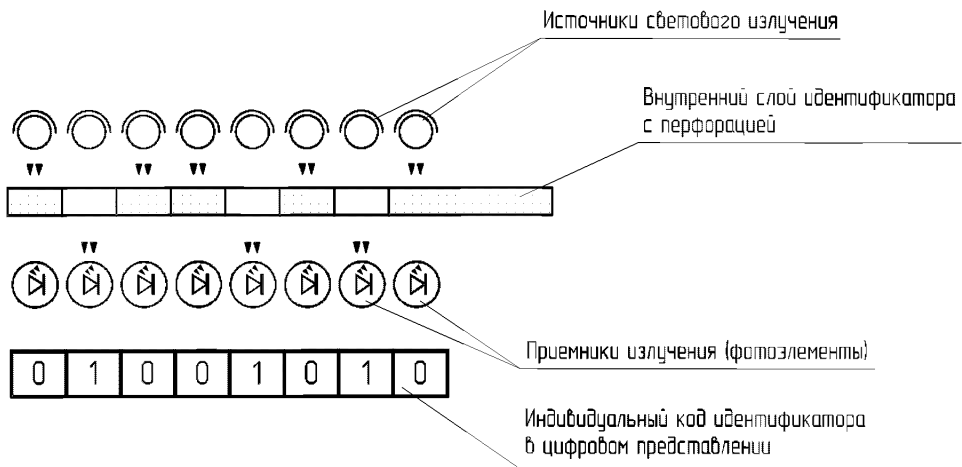 Источники светового излучения
Внутренний слой идентификатора
с перфорацией
Приемники излучения (фотоэлементы)
0 1 0 0 1 0 1 0
Индивидуальный код идентификатора
в цифровом представлении